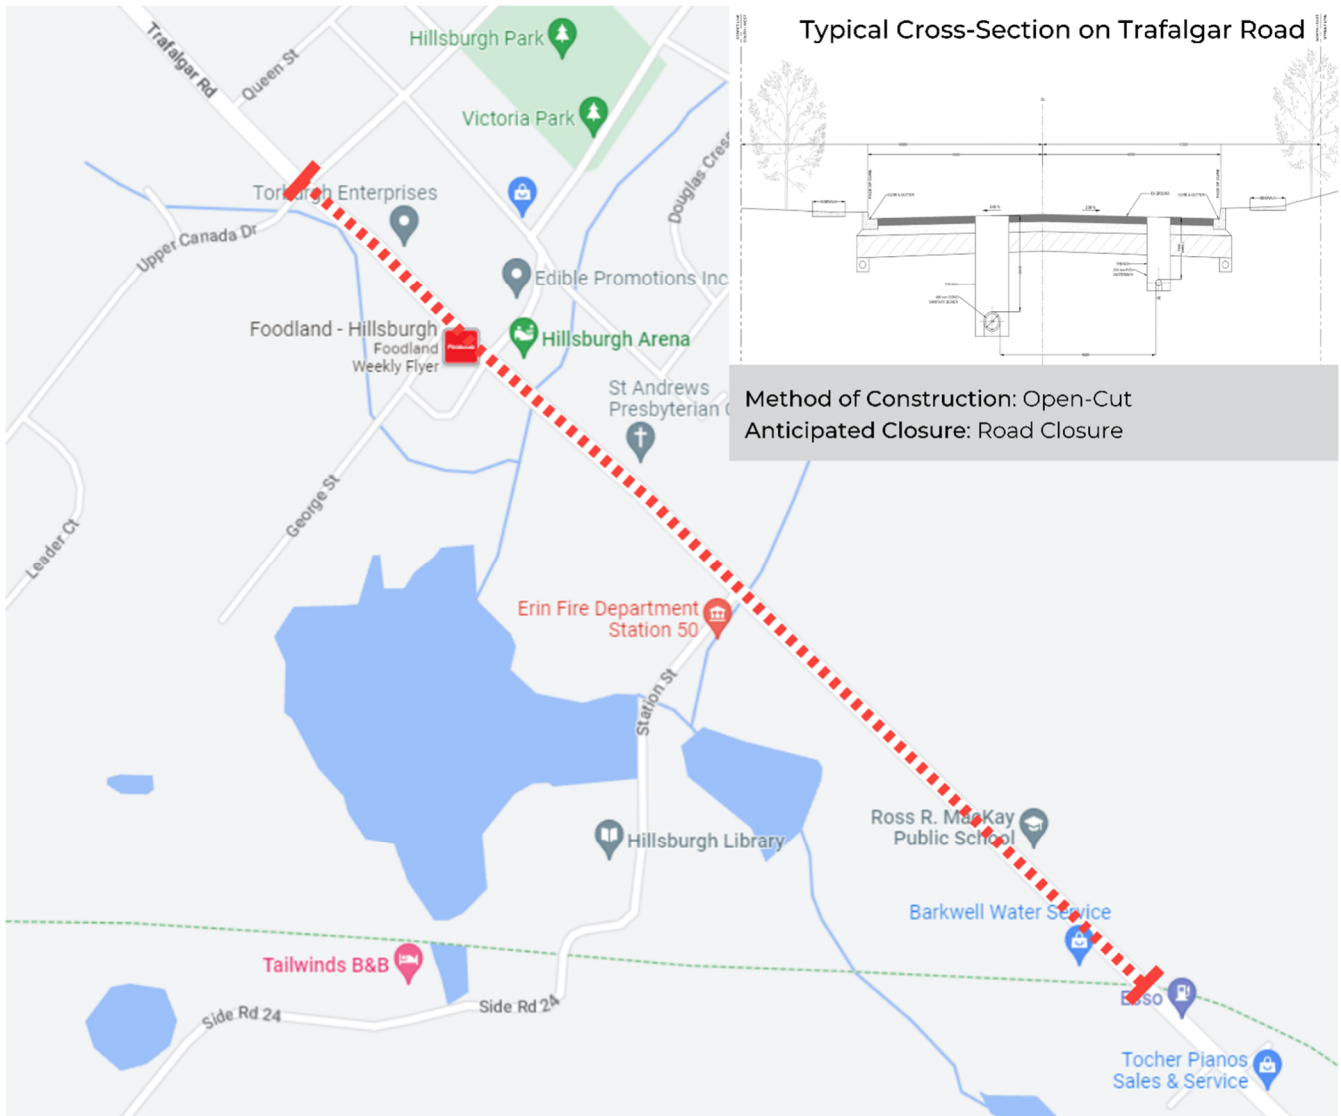 Typical Cross-Section on Trafalgar Road
Method of Construction: Open-Cut
Anticipated Closure: Road Closure
Trafalgar Rd
Queen St
Hillsburgh Park
Victoria Park
Douglas Cresc
Torburgh Enterprises
Upper Canada Dr
Edible Promotions Inc
Foodland - Hillsburgh
Foodland
Weekly Flyer
Hillsburgh Arena
St Andrews
Presbyterian C
George St
Leader Ct
Erin Fire Department
Station 50
Station St
Ross R. MacKay
Public School
Hillsburgh Library
Barkwell Water Service
Tailwinds B&B
Esso
Side Rd 24
Side Rd 24
Tocher Pianos
Sales & Service